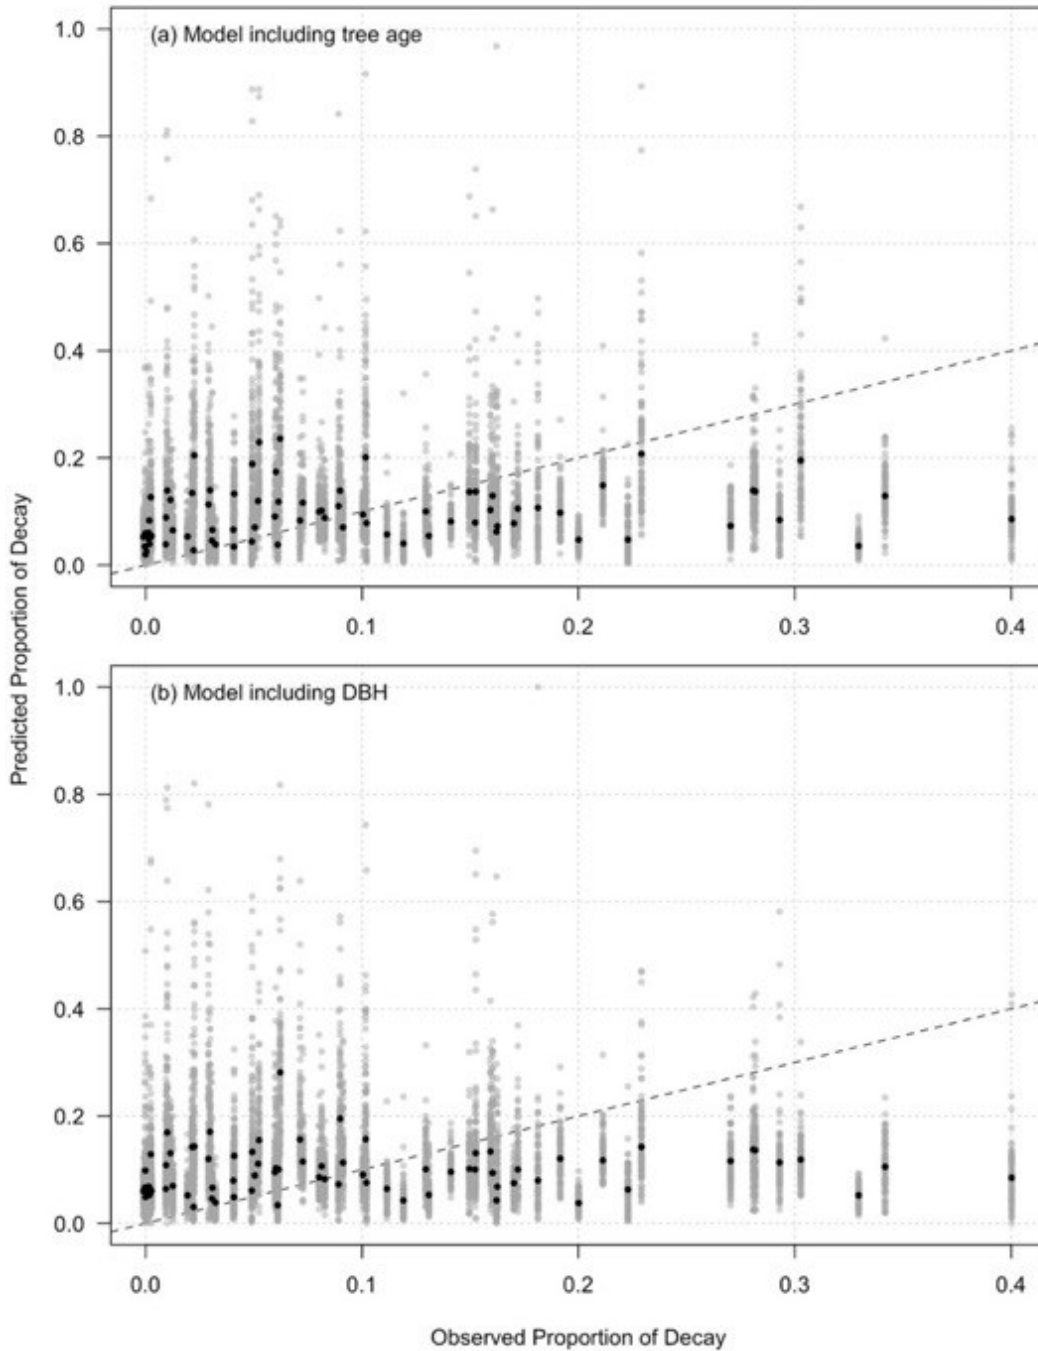 (a) Model including tree age
1.0
0.8
0.6
0.4
0.2
0.0
0.0 0.1 0.2 0.3 0.4
Predicted Proportion of Decay
(b) Model including DBH
1.0
0.8
0.6
0.4
0.2
0.0
0.0 0.1 0.2 0.3 0.4
Observed Proportion of Decay